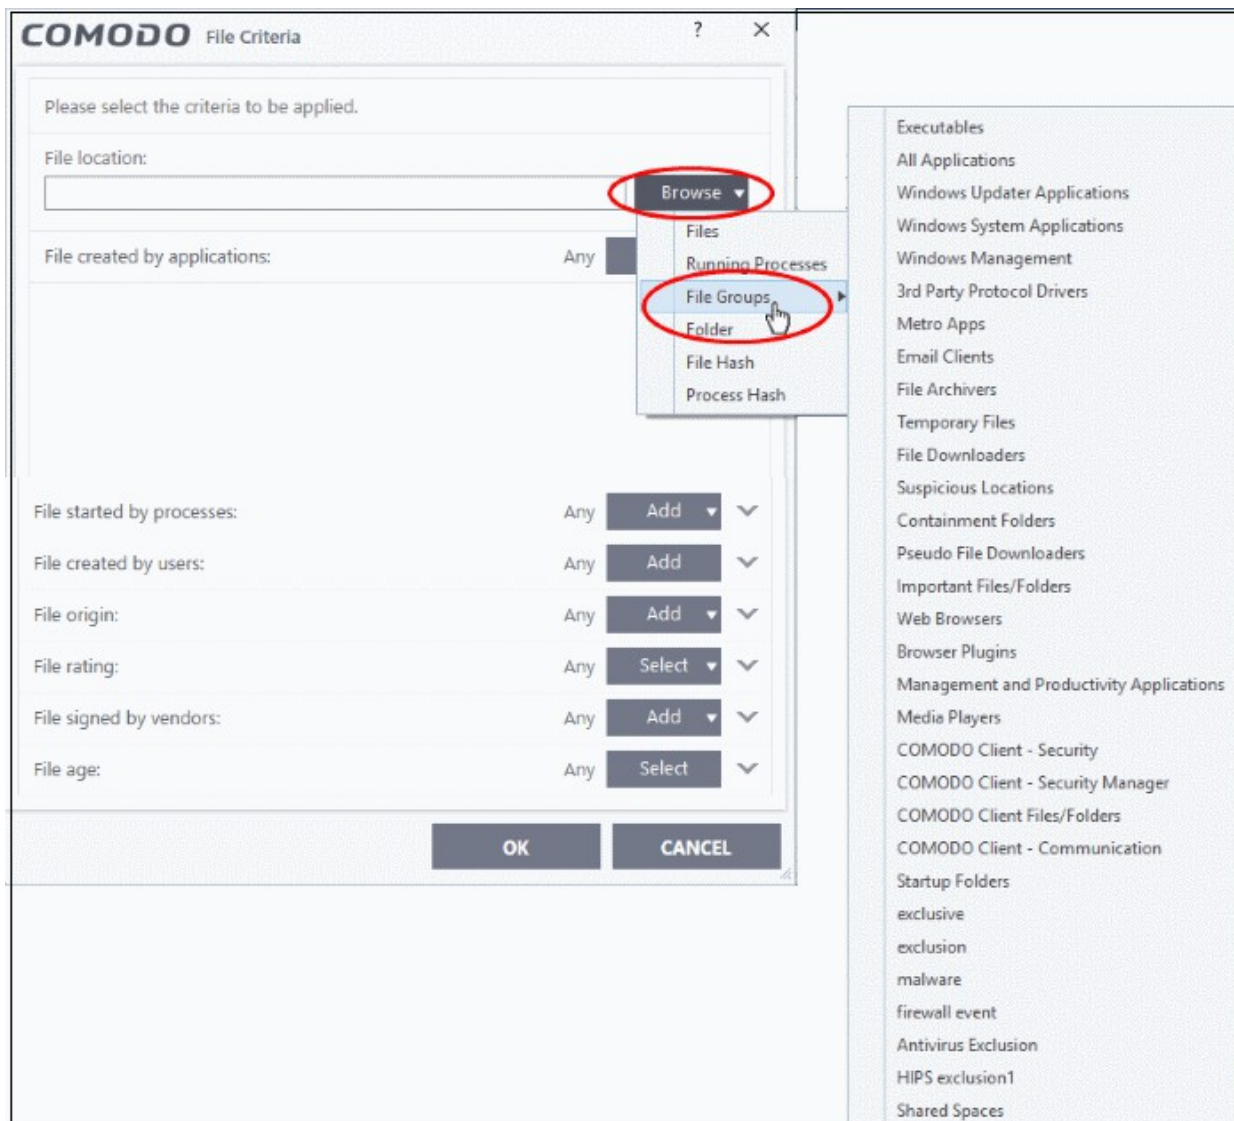 COMODO File Criteria ? ×
Please select the criteria to be applied.
File location:
Browse
Files
File created by applications: Any
Running Processes
File Groups
Folder
File Hash
Process Hash
File started by processes: Any Add
File created by users: Any Add
File origin: Any Add
File rating: Any Select
File signed by vendors: Any Add
File age: Any Select
OK CANCEL
Executables
All Applications
Windows Updater Applications
Windows System Applications
Windows Management
3rd Party Protocol Drivers
Metro Apps
Email Clients
File Archivers
Temporary Files
File Downloaders
Suspicious Locations
Containment Folders
Pseudo File Downloaders
Important Files/Folders
Web Browsers
Browser Plugins
Management and Productivity Applications
Media Players
COMODO Client - Security
COMODO Client - Security Manager
COMODO Client Files/Folders
COMODO Client - Communication
Startup Folders
exclusive
exclusion
malware
firewall event
Antivirus Exclusion
HIPS exclusion1
Shared Spaces